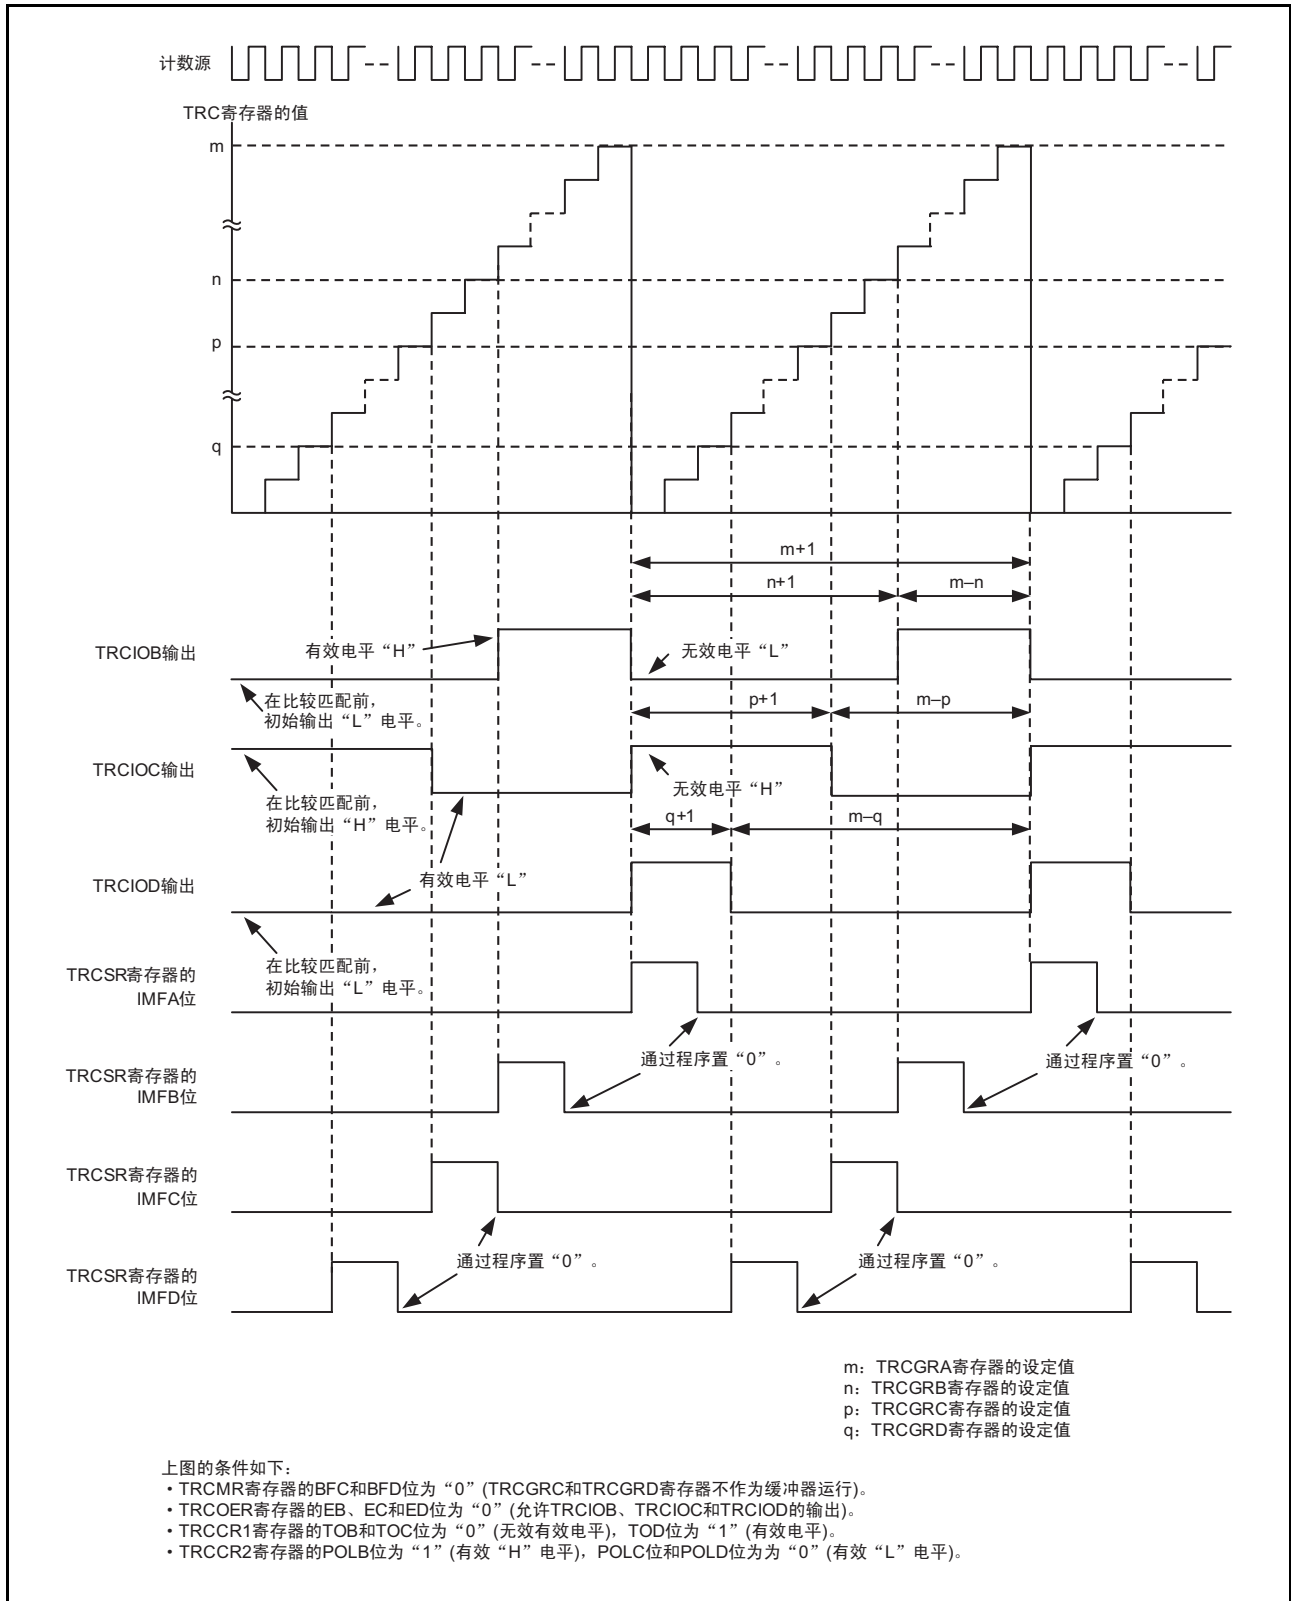 计数源
TRC寄存器的值
m
n
p
q
m+1
n+1
m–n
TRCIOB输出
有效电平“H”
无效电平“L”
在比较匹配前，
初始输出“L”电平。
p+1
m–p
TRCIOC输出
无效电平“H”
在比较匹配前，
初始输出“H”电平。
q+1
m–q
TRCIOD输出
有效电平“L”
在比较匹配前，
初始输出“L”电平。
TRCSR寄存器的
IMFA位
通过程序置“0”。
通过程序置“0”。
TRCSR寄存器的
IMFB位
TRCSR寄存器的
IMFC位
通过程序置“0”。
通过程序置“0”。
TRCSR寄存器的
IMFD位
m：TRCGRA寄存器的设定值
n：TRCGRB寄存器的设定值
p：TRCGRC寄存器的设定值
q：TRCGRD寄存器的设定值
上图的条件如下：
・TRCMR寄存器的BFC和BFD位为“0”(TRCGRC和TRCGRD寄存器不作为缓冲器运行)。
・TRCOER寄存器的EB、EC和ED位为“0”(允许TRCIOB、TRCIOC和TRCIOD的输出)。
・TRCCR1寄存器的TOB和TOC位为“0”(无效有效电平)，TOD位为“1”(有效电平)。
・TRCCR2寄存器的POLB位为“1”(有效“H”电平)，POLC位和POLD位为为“0”(有效“L”电平)。